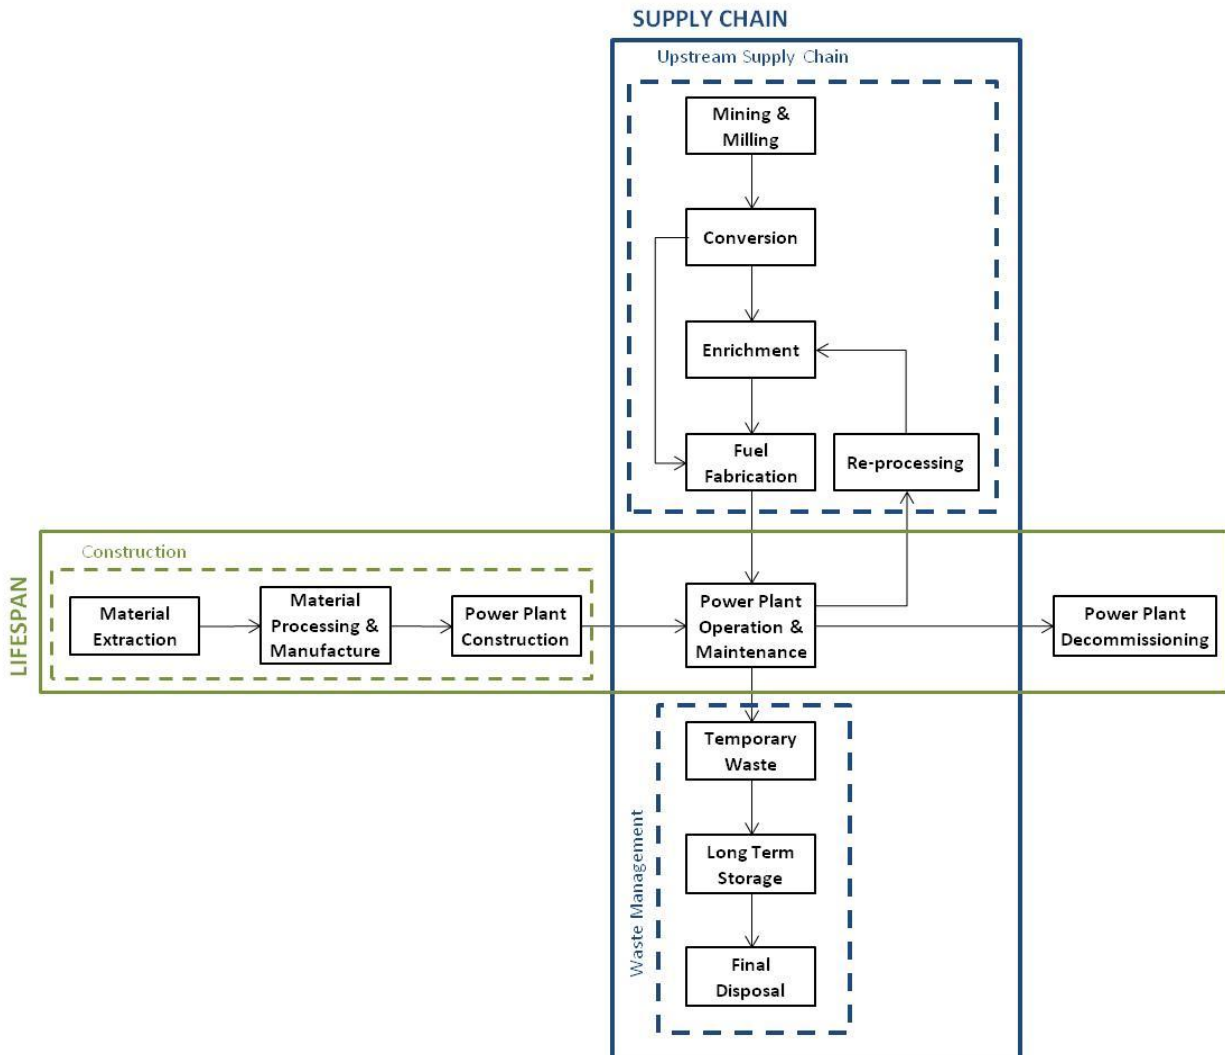 SUPPLY CHAIN
Upstream Supply Chain
Mining &
Milling
Conversion
Enrichment
Fuel
Fabrication
Re-processing
LIFESPAN
Construction
Material
Extraction
Material
Processing &
Manufacture
Power Plant
Construction
Power Plant
Operation &
Maintenance
Power Plant
Decommissioning
Waste Management
Temporary
Waste
Long Term
Storage
Final
Disposal